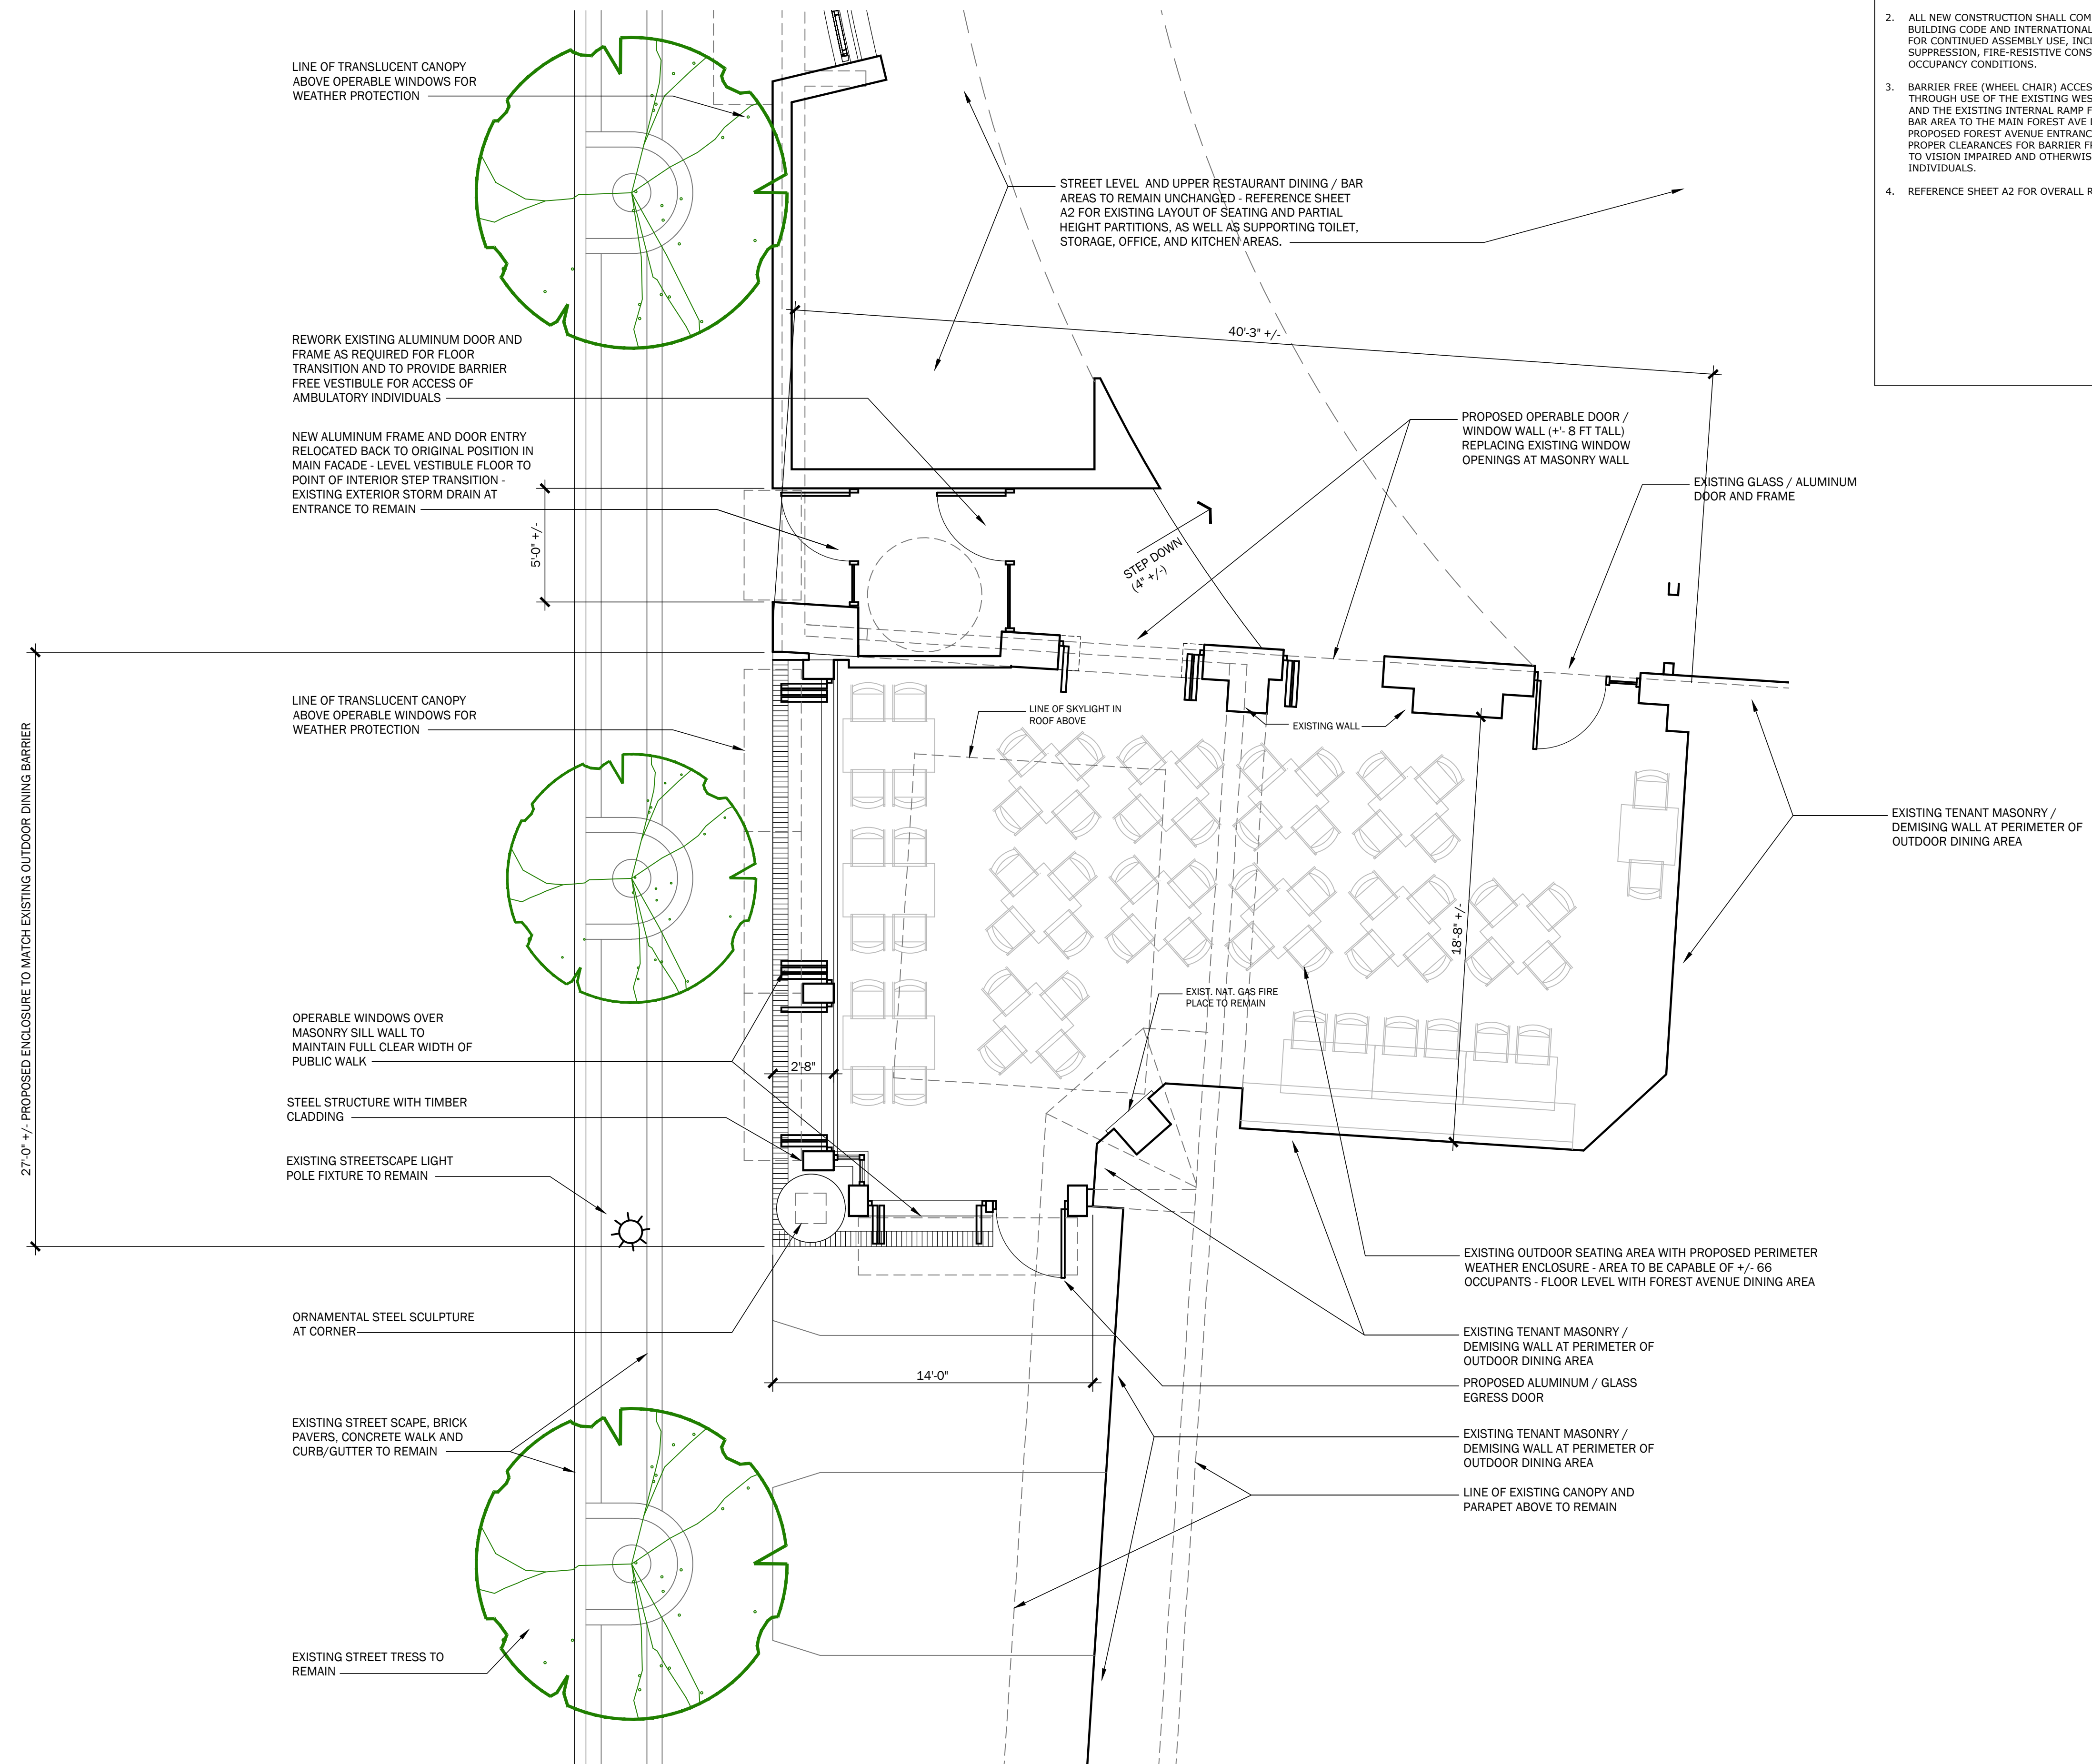 LINE OF TRANSLUCENT CANOPY
ABOVE OPERABLE WINDOWS FOR
WEATHER PROTECTION
REWORK EXISTING ALUMINUM DOOR AND
FRAME AS REQUIRED FOR FLOOR
TRANSITION AND TO PROVIDE BARRIER
FREE VESTIBULE FOR ACCESS OF
AMBULATORY INDIVIDUALS
NEW ALUMINUM FRAME AND DOOR ENTRY
RELOCATED BACK TO ORIGINAL POSITION IN
MAIN FACADE - LEVEL VESTIBULE FLOOR TO
POINT OF INTERIOR STEP TRANSITION -
EXISTING EXTERIOR STORM DRAIN AT
ENTRANCE TO REMAIN
5'-0" +/-
27'-0" +/- PROPOSED ENCLOSURE TO MATCH EXISTING OUTDOOR DINING BARRIER
LINE OF TRANSLUCENT CANOPY
ABOVE OPERABLE WINDOWS FOR
WEATHER PROTECTION
OPERABLE WINDOWS OVER
MASONRY SILL WALL TO
MAINTAIN FULL CLEAR WIDTH OF
PUBLIC WALK
STEEL STRUCTURE WITH TIMBER
CLADDING
EXISTING STREETSCAPE LIGHT
POLE FIXTURE TO REMAIN
ORNAMENTAL STEEL SCULPTURE
AT CORNER
EXISTING STREET SCAPE, BRICK
PAVERS, CONCRETE WALK AND
CURB/GUTTER TO REMAIN
EXISTING STREET TRESS TO
REMAIN
STREET LEVEL AND UPPER RESTAURANT DINING / BAR
AREAS TO REMAIN UNCHANGED - REFERENCE SHEET
A2 FOR EXISTING LAYOUT OF SEATING AND PARTIAL
HEIGHT PARTITIONS, AS WELL AS SUPPORTING TOILET,
STORAGE, OFFICE, AND KITCHEN AREAS.
40'-3" +/-
STEP DOWN
(4" +/-)
LINE OF SKYLIGHT IN
ROOF ABOVE
EXISTING WALL
EXIST. NAT. GAS FIRE
PLACE TO REMAIN
18'-8" +/-
2'-8"
14'-0"
PROPOSED OPERABLE DOOR /
WINDOW WALL (+'- 8 FT TALL)
REPLACING EXISTING WINDOW
OPENINGS AT MASONRY WALL
EXISTING GLASS / ALUMINUM
DOOR AND FRAME
EXISTING TENANT MASONRY /
DEMISING WALL AT PERIMETER OF
OUTDOOR DINING AREA
EXISTING OUTDOOR SEATING AREA WITH PROPOSED PERIMETER
WEATHER ENCLOSURE - AREA TO BE CAPABLE OF +/- 66
OCCUPANTS - FLOOR LEVEL WITH FOREST AVENUE DINING AREA
EXISTING TENANT MASONRY /
DEMISING WALL AT PERIMETER OF
OUTDOOR DINING AREA
PROPOSED ALUMINUM / GLASS
EGRESS DOOR
EXISTING TENANT MASONRY /
DEMISING WALL AT PERIMETER OF
OUTDOOR DINING AREA
LINE OF EXISTING CANOPY AND
PARAPET ABOVE TO REMAIN
2. ALL NEW CONSTRUCTION SHALL COM
BUILDING CODE AND INTERNATIONAL
FOR CONTINUED ASSEMBLY USE, INCL
SUPPRESSION, FIRE-RESISTIVE CONS
OCCUPANCY CONDITIONS.
3. BARRIER FREE (WHEEL CHAIR) ACCES
THROUGH USE OF THE EXISTING WES
AND THE EXISTING INTERNAL RAMP F
BAR AREA TO THE MAIN FOREST AVE
PROPOSED FOREST AVENUE ENTRANC
PROPER CLEARANCES FOR BARRIER F
TO VISION IMPAIRED AND OTHERWIS
INDIVIDUALS.
4. REFERENCE SHEET A2 FOR OVERALL R